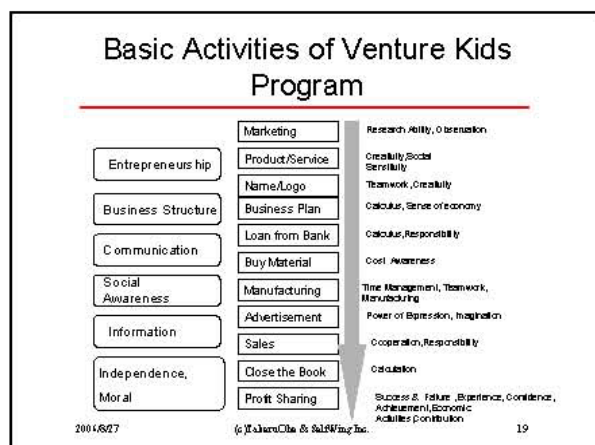 Basic Activities of Venture Kids
Program
Entrepreneurship
Business Structure
Communication
Social
Awareness
Information
Independence,
Moral
Marketing
Product/Service
Name/Logo
Business Plan
Loan from Bank
Buy Material
Manufacturing
Advertisement
Sales
Close the Book
Profit Sharing
Research Ability, Observation
Creativity,Social
Sensitivity
Teamwork, Creativity
Calculus, Sense of economy
Calculus,Responsibility
Cost Awareness
Time Management, Teamwork,
Manufacturing
Power of Expression, Imagination
Cooperation,Responsibility
Calculation
Success & Failure ,Experience, Confidence,
Achievement,Economic
Activities Contribution
2004/8/27
(c) & SelfWing Inc.
19